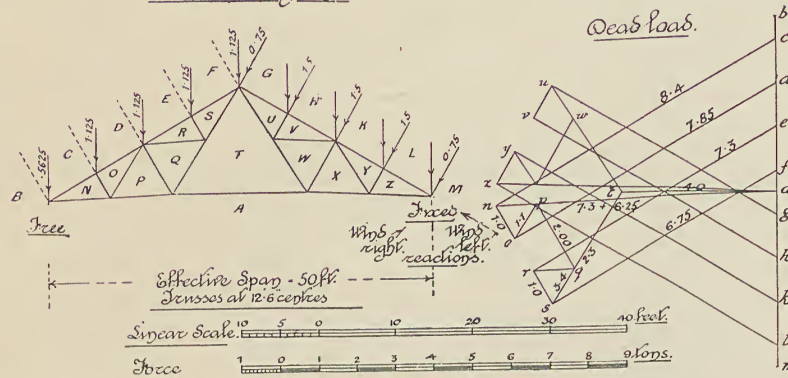 Dead load.
.5625
1·125
1·125
1·125
1·125
0·75
1·5
1·5
1·5
0·75
B
C
D
E
F
G
H
K
L
M
N
O
P
Q
R
S
T
U
V
W
X
Y
Z
A
Free
Fixed
Wind right
Wind left
reactions.
Effective Span - 50 ft.
Trusses at 12·6 centres
Linear Scale.
10 5 0 10 20 30 40 feet.
Force
1 0 1 2 3 4 5 6 7 8 9 tons.
b
c
d
e
f
a
g
h
k
l
m
u
v
w
y
x
n
o
p
q
r
s
t
8·4
7·85
7·3
6·75
4·0
7·3 + 6·25
1·0
1·1
2·00
2·3
3·4
1·0